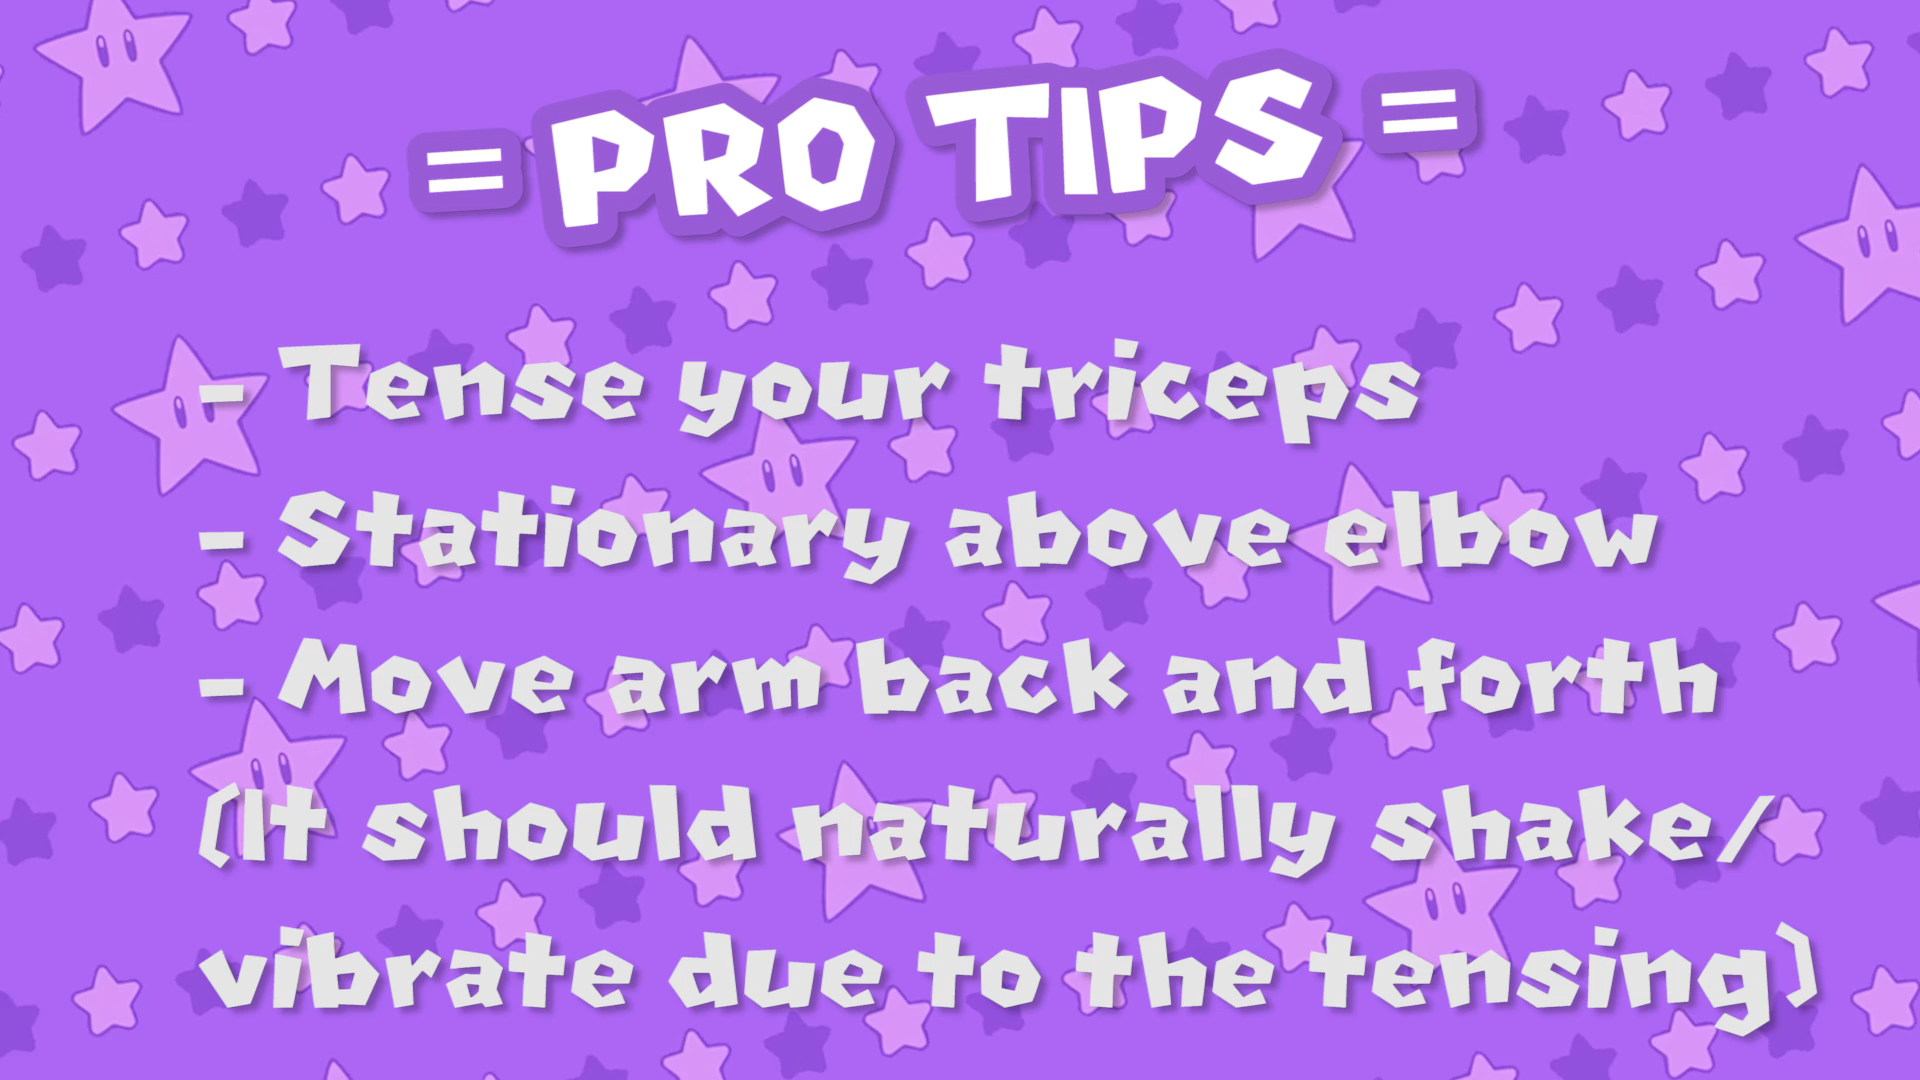 = PRO TIPS =
- Tense your triceps
- Stationary above elbow
- Move arm back and forth
(It should naturally shake/
vibrate due to the tensing)